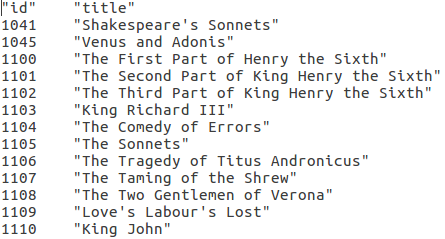 "id" "title"
1041 "Shakespeare's Sonnets"
1045 "Venus and Adonis"
1100 "The First Part of Henry the Sixth"
1101 "The Second Part of King Henry the Sixth"
1102 "The Third Part of King Henry the Sixth"
1103 "King Richard III"
1104 "The Comedy of Errors"
1105 "The Sonnets"
1106 "The Tragedy of Titus Andronicus"
1107 "The Taming of the Shrew"
1108 "The Two Gentlemen of Verona"
1109 "Love's Labour's Lost"
1110 "King John"